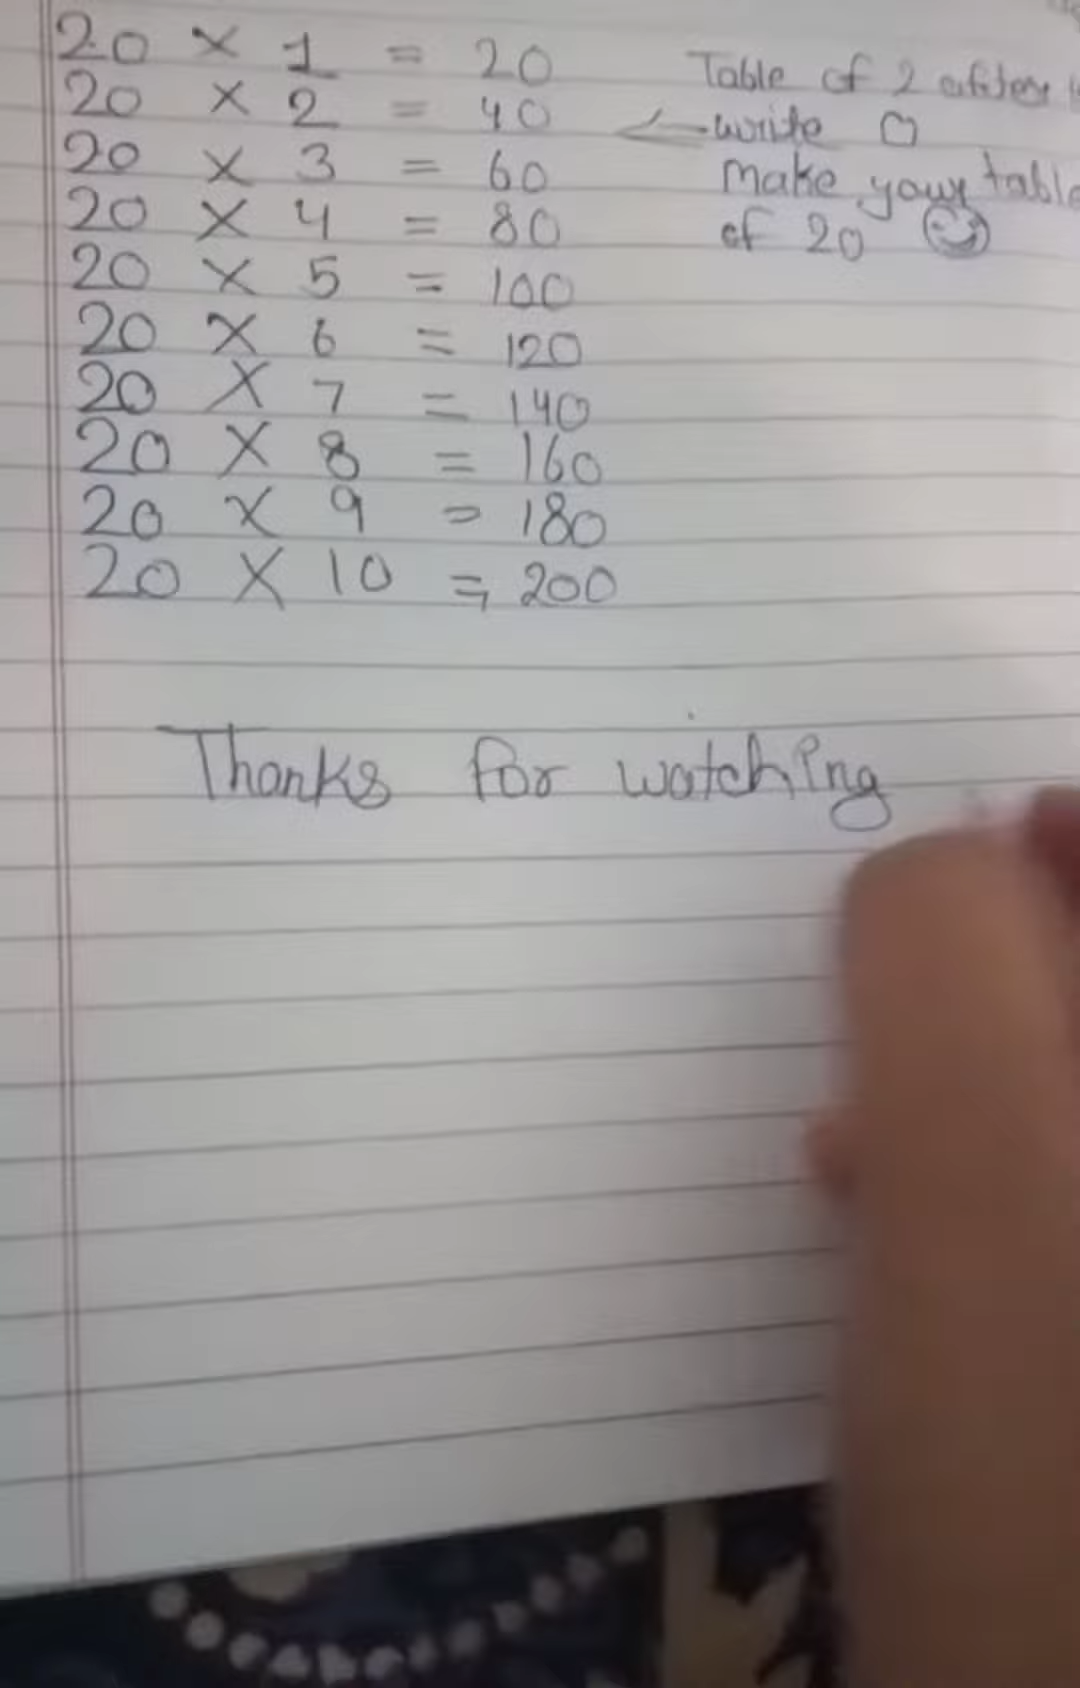 20 × 1 = 20
20 × 2 = 40
20 × 3 = 60
20 × 4 = 80
20 × 5 = 100
20 × 6 = 120
20 × 7 = 140
20 × 8 = 160
20 × 9 = 180
20 × 10 = 200
Table of 2
← write 0
make your table
of 20
Thanks for watching